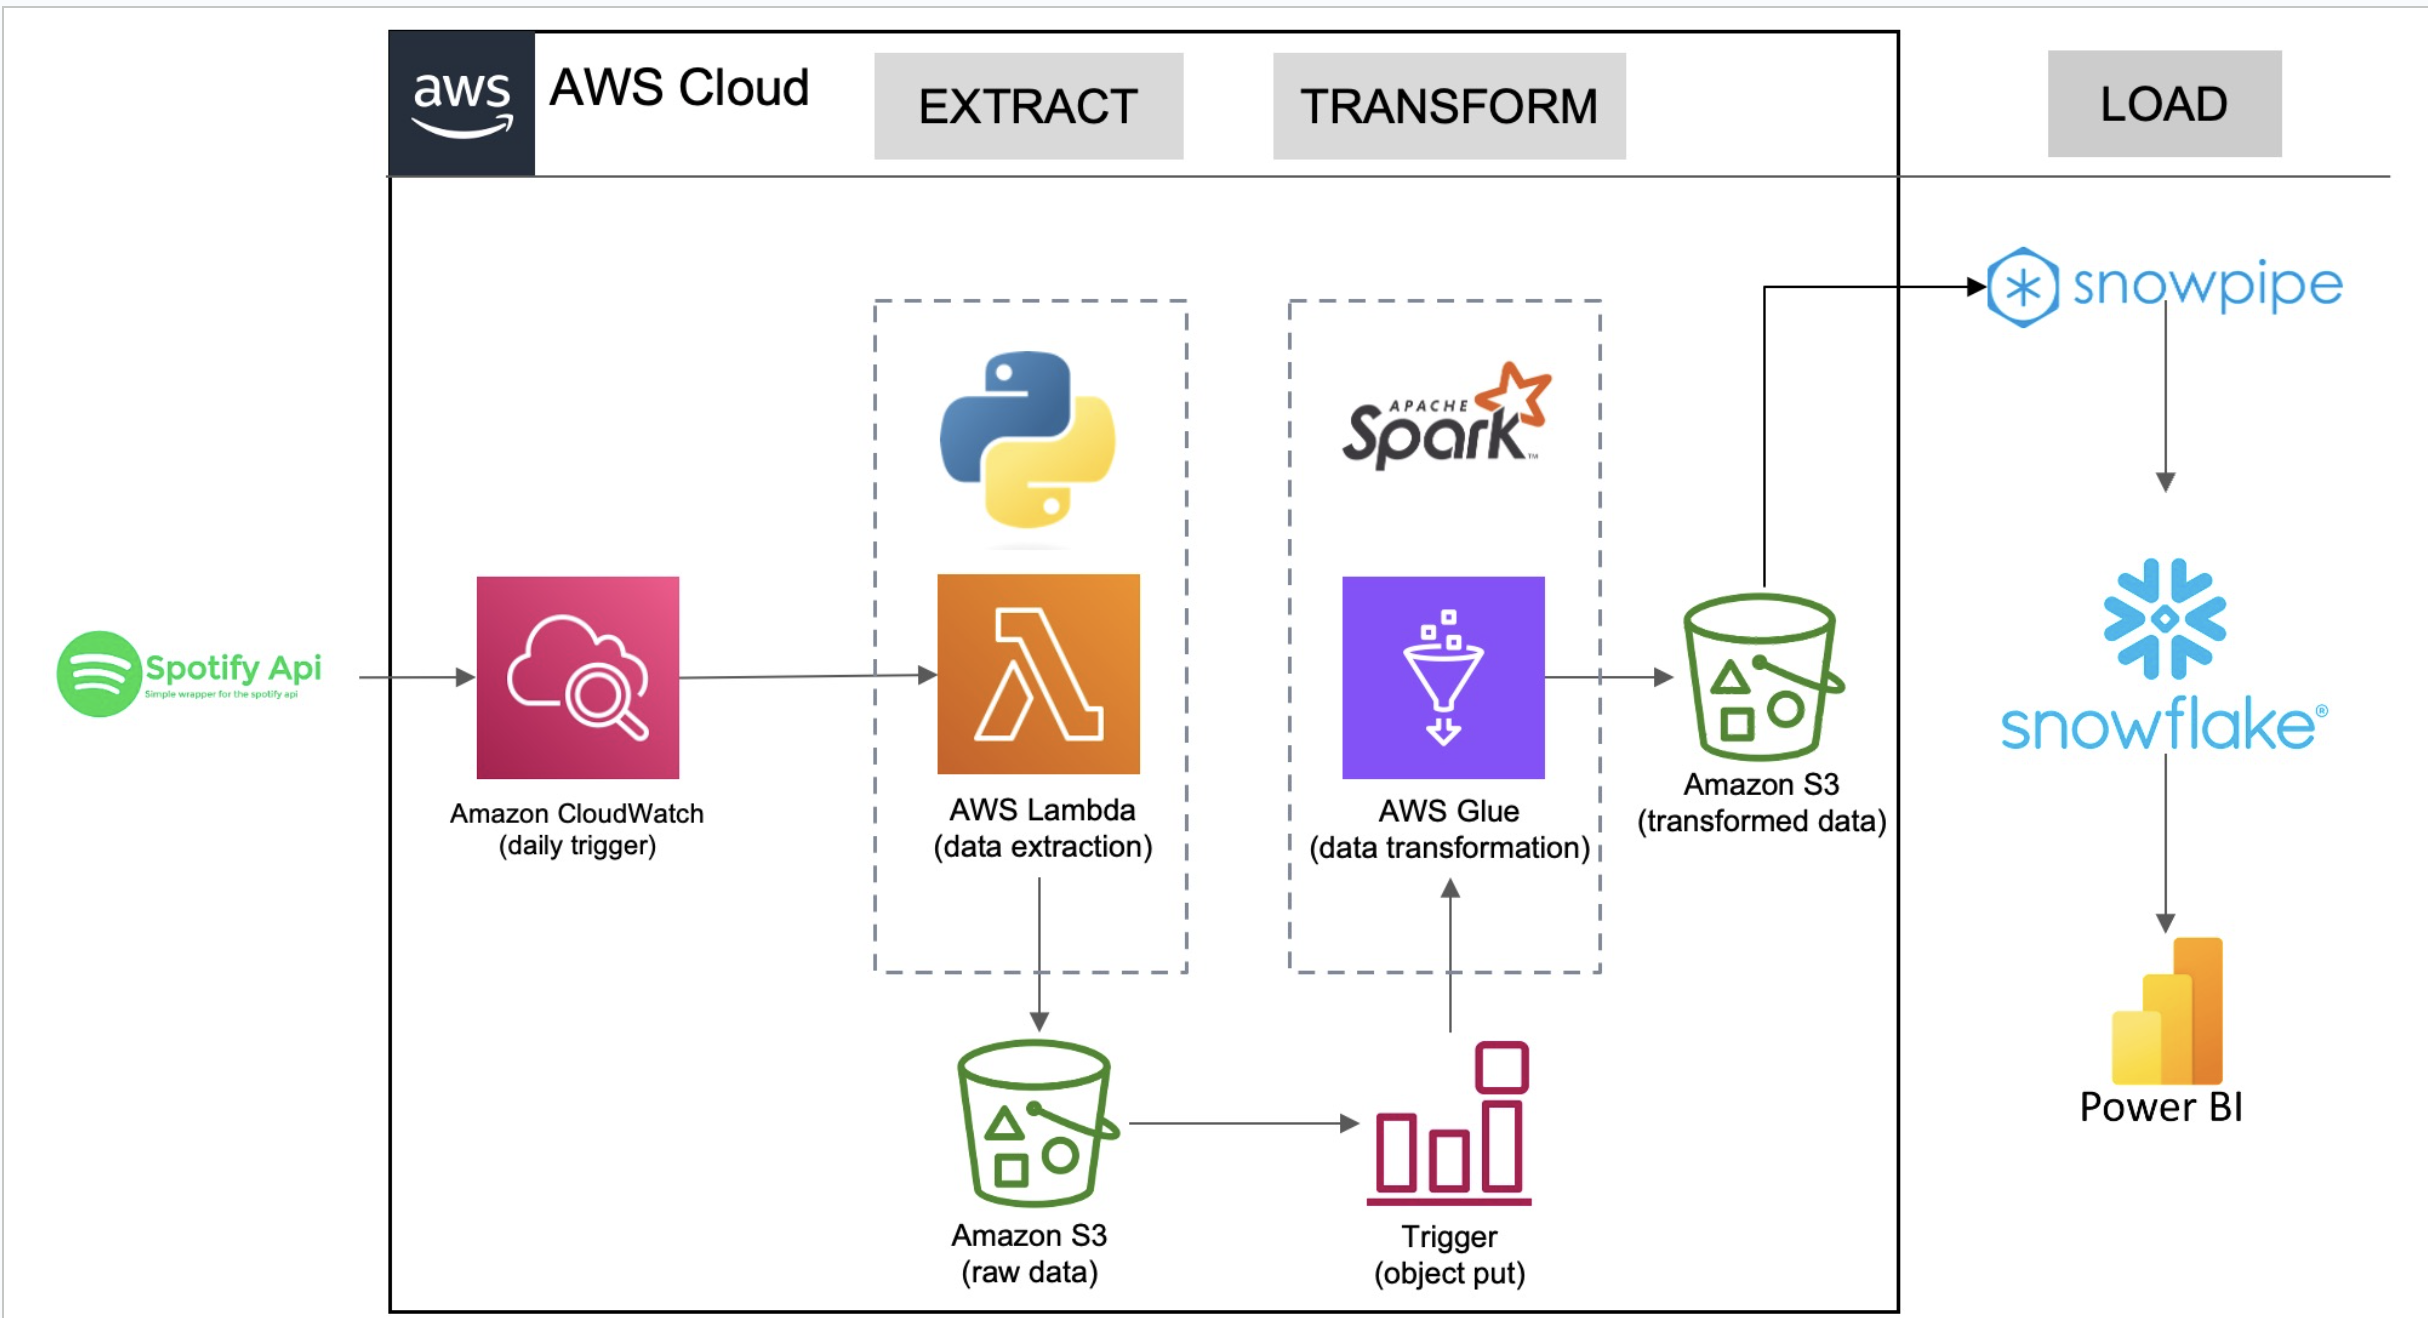 aws
AWS Cloud
EXTRACT
TRANSFORM
LOAD
snowpipe
APACHE
Spark™
Spotify Api
Simple wrapper for the spotify api
Amazon CloudWatch
(daily trigger)
AWS Lambda
(data extraction)
AWS Glue
(data transformation)
Amazon S3
(transformed data)
snowflake®
Amazon S3
(raw data)
Trigger
(object put)
Power BI